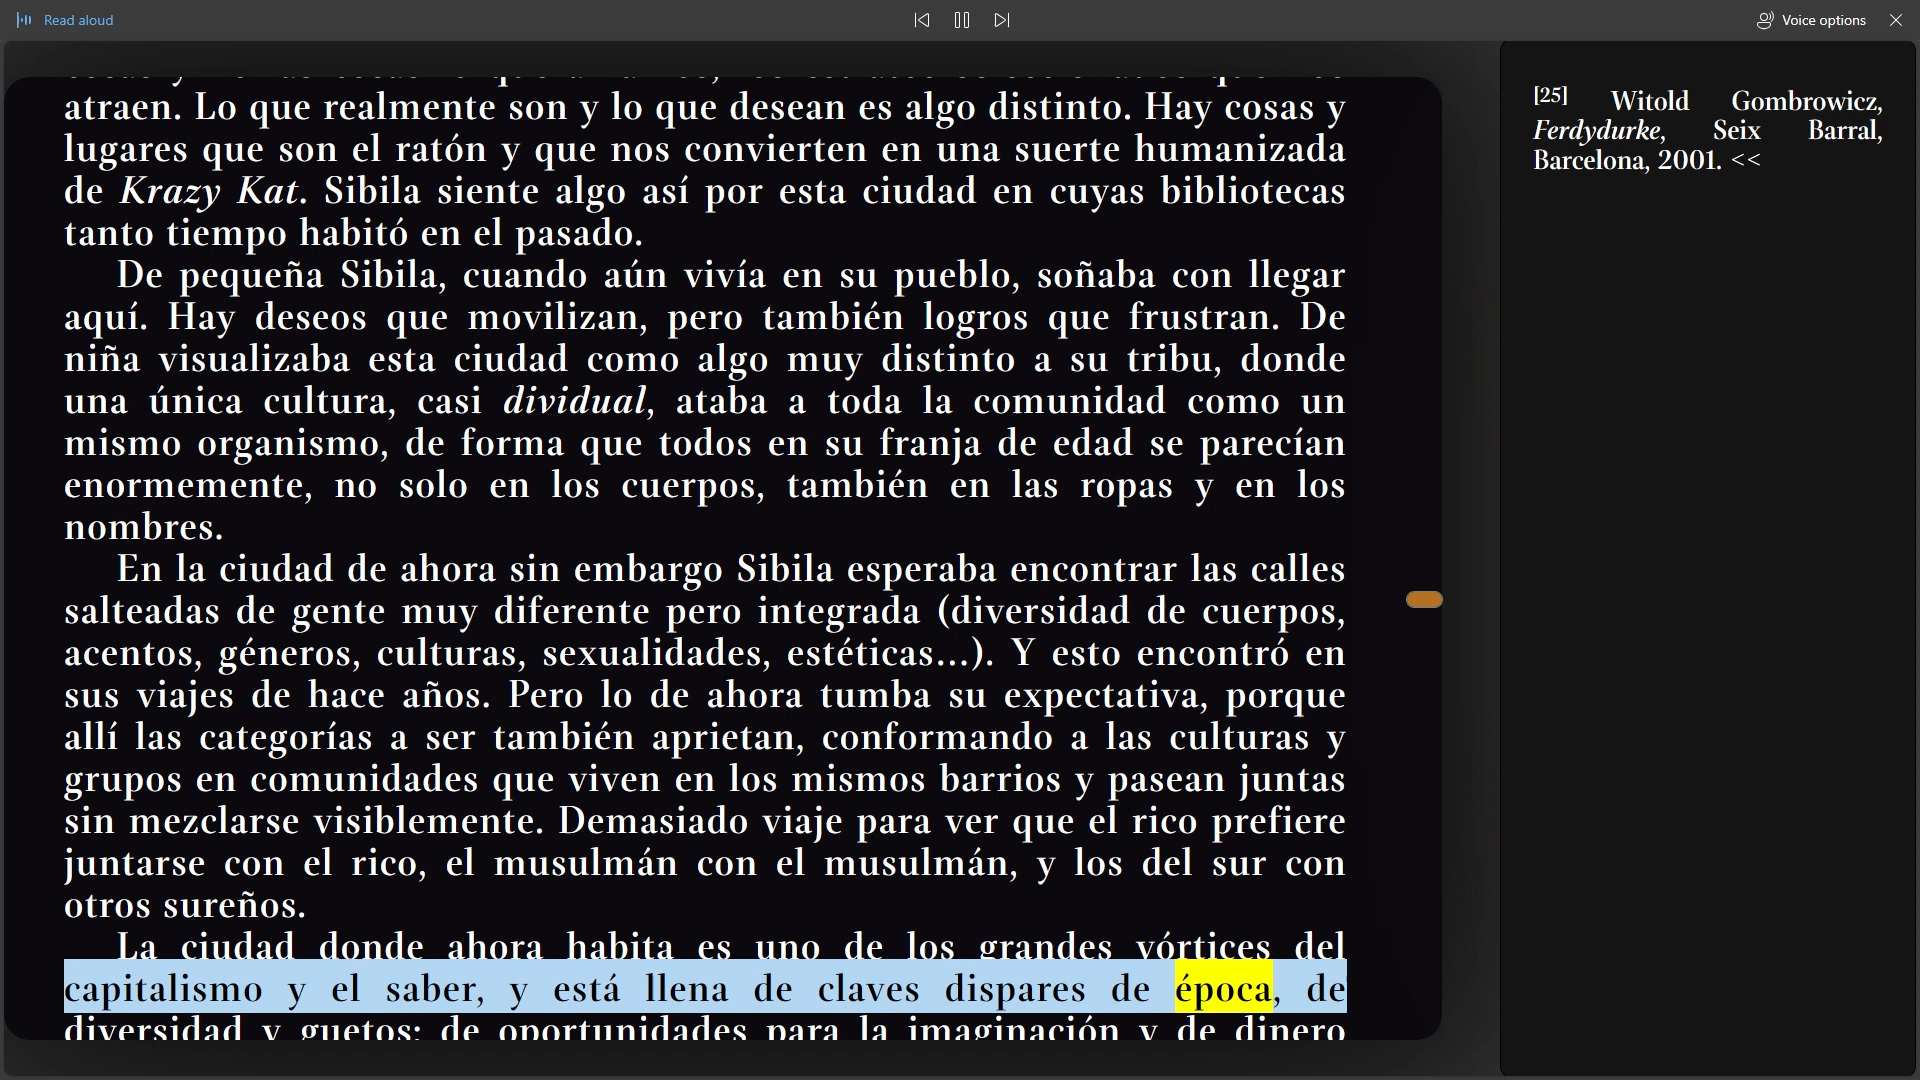 Read aloud
Voice options
atraen. Lo que realmente son y lo que desean es algo distinto. Hay cosas y
lugares que son el ratón y que nos convierten en una suerte humanizada
de Krazy Kat. Sibila siente algo así por esta ciudad en cuyas bibliotecas
tanto tiempo habitó en el pasado.
De pequeña Sibila, cuando aún vivía en su pueblo, soñaba con llegar
aquí. Hay deseos que movilizan, pero también logros que frustran. De
niña visualizaba esta ciudad como algo muy distinto a su tribu, donde
una única cultura, casi dividual, ataba a toda la comunidad como un
mismo organismo, de forma que todos en su franja de edad se parecían
enormemente, no solo en los cuerpos, también en las ropas y en los
nombres.
En la ciudad de ahora sin embargo Sibila esperaba encontrar las calles
salteadas de gente muy diferente pero integrada (diversidad de cuerpos,
acentos, géneros, culturas, sexualidades, estéticas...). Y esto encontró en
sus viajes de hace años. Pero lo de ahora tumba su expectativa, porque
allí las categorías a ser también aprietan, conformando a las culturas y
grupos en comunidades que viven en los mismos barrios y pasean juntas
sin mezclarse visiblemente. Demasiado viaje para ver que el rico prefiere
juntarse con el rico, el musulmán con el musulmán, y los del sur con
otros sureños.
La ciudad donde ahora habita es uno de los grandes vórtices del
capitalismo y el saber, y está llena de claves dispares de época, de
diversidad y guetos; de oportunidades para la imaginación y de dinero
[25] Witold Gombrowicz,
Ferdydurke, Seix Barral,
Barcelona, 2001. <<